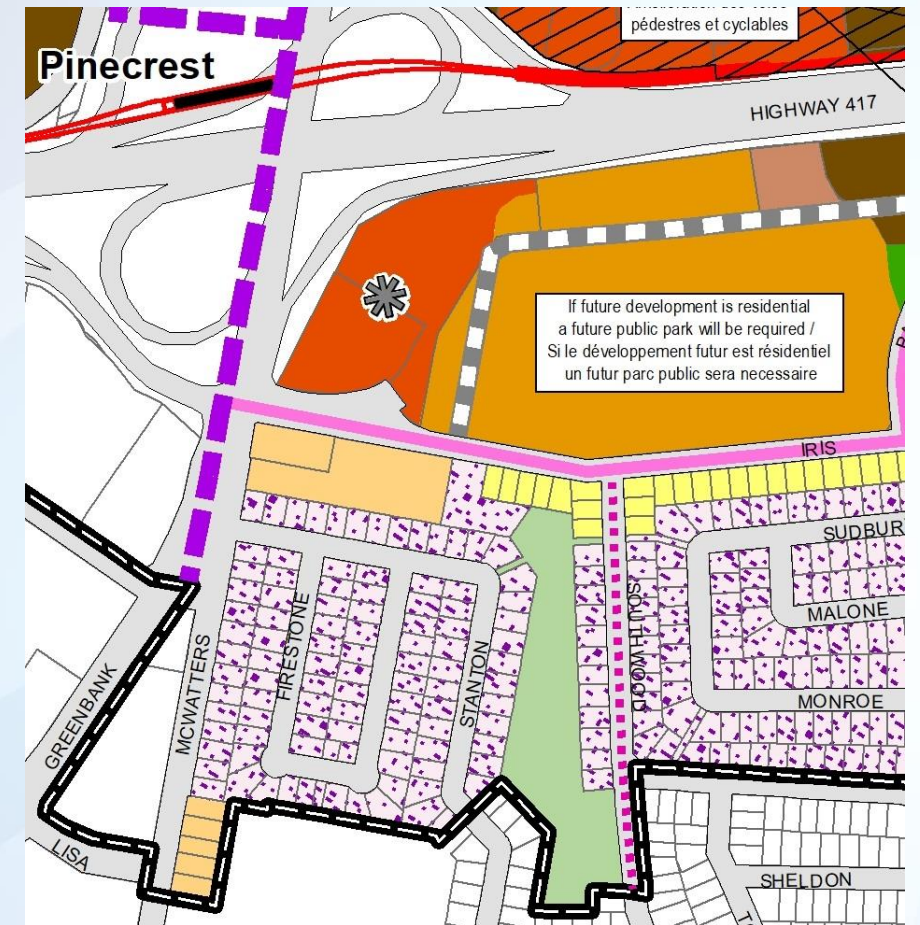 pédestres et cyclables
Pinecrest
HIGHWAY 417
If future development is residential
a future public park will be required /
Si le développement futur est résidentiel
un futur parc public sera necessaire
IRIS
SUDBUR
MALONE
SOUTHWOOD
FIRESTONE
STANTON
MCWATTERS
GREENBANK
MONROE
LISA
SHELDON